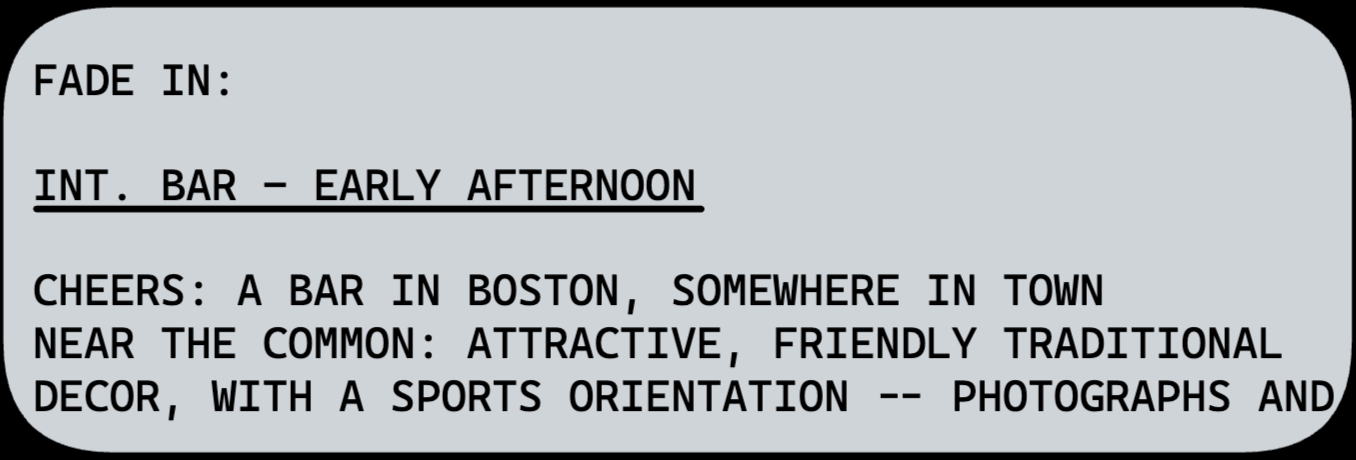 FADE IN:
INT. BAR – EARLY AFTERNOON
CHEERS: A BAR IN BOSTON, SOMEWHERE IN TOWN
NEAR THE COMMON: ATTRACTIVE, FRIENDLY TRADITIONAL
DECOR, WITH A SPORTS ORIENTATION -- PHOTOGRAPHS AND